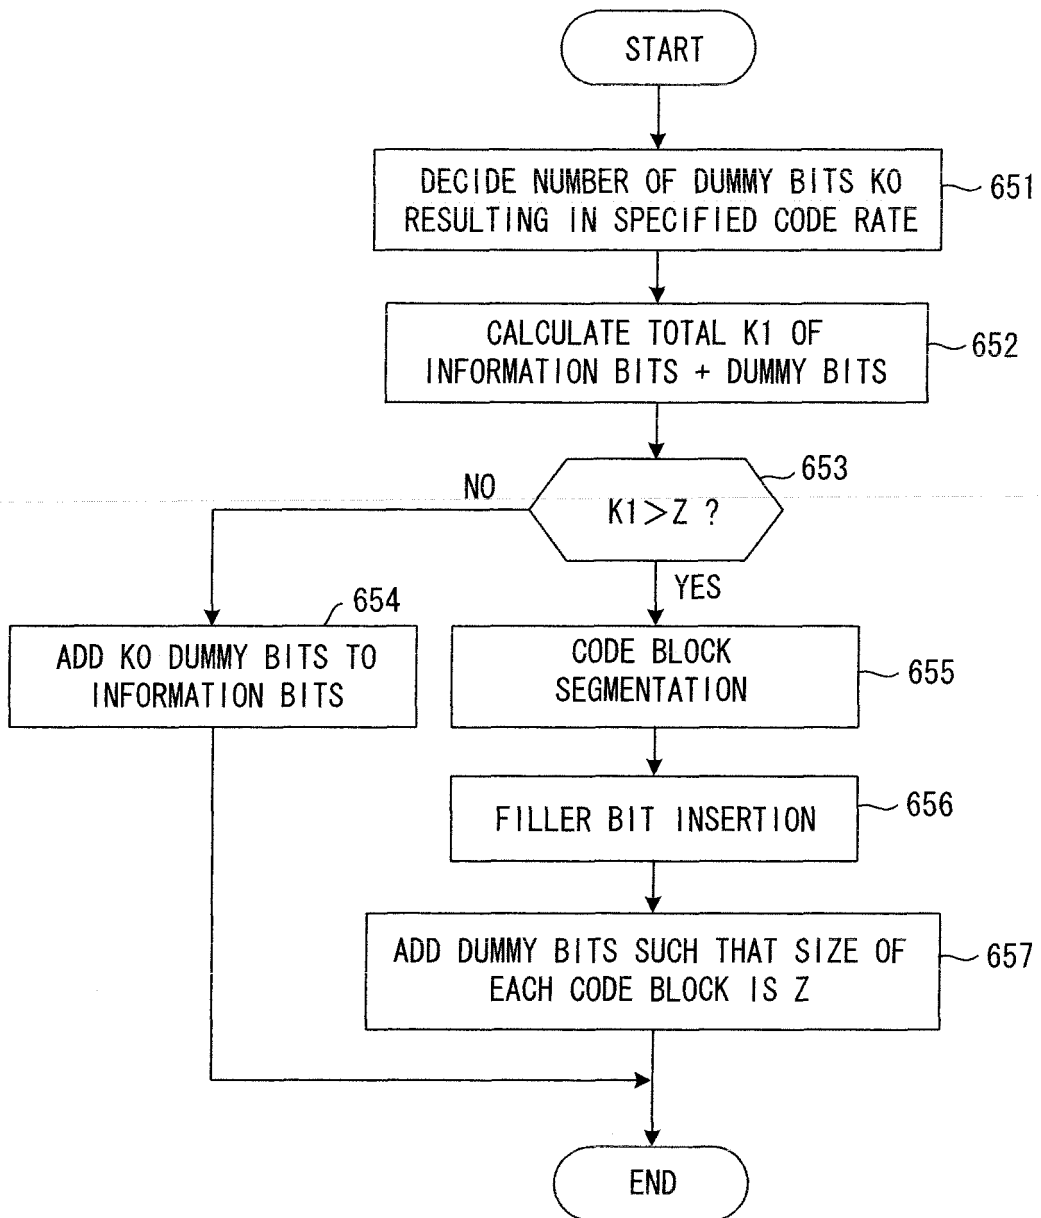 START
DECIDE NUMBER OF DUMMY BITS K0
RESULTING IN SPECIFIED CODE RATE
651
CALCULATE TOTAL K1 OF
INFORMATION BITS + DUMMY BITS
652
653
NO
K1>Z ?
YES
654
ADD K0 DUMMY BITS TO
INFORMATION BITS
CODE BLOCK
SEGMENTATION
655
FILLER BIT INSERTION
656
ADD DUMMY BITS SUCH THAT SIZE OF
EACH CODE BLOCK IS Z
657
END